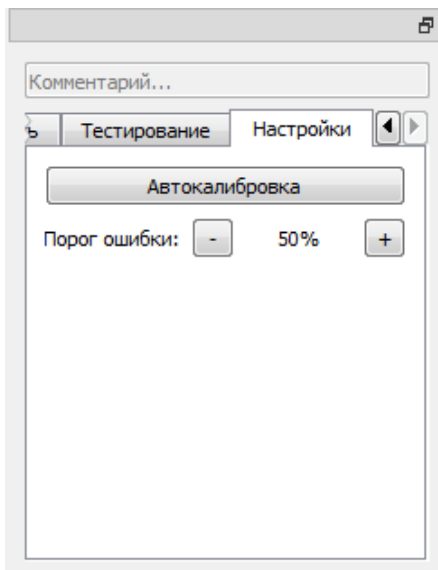 Комментарий...
ь Тестирование Настройки
Автокалибровка
Порог ошибки: - 50% +